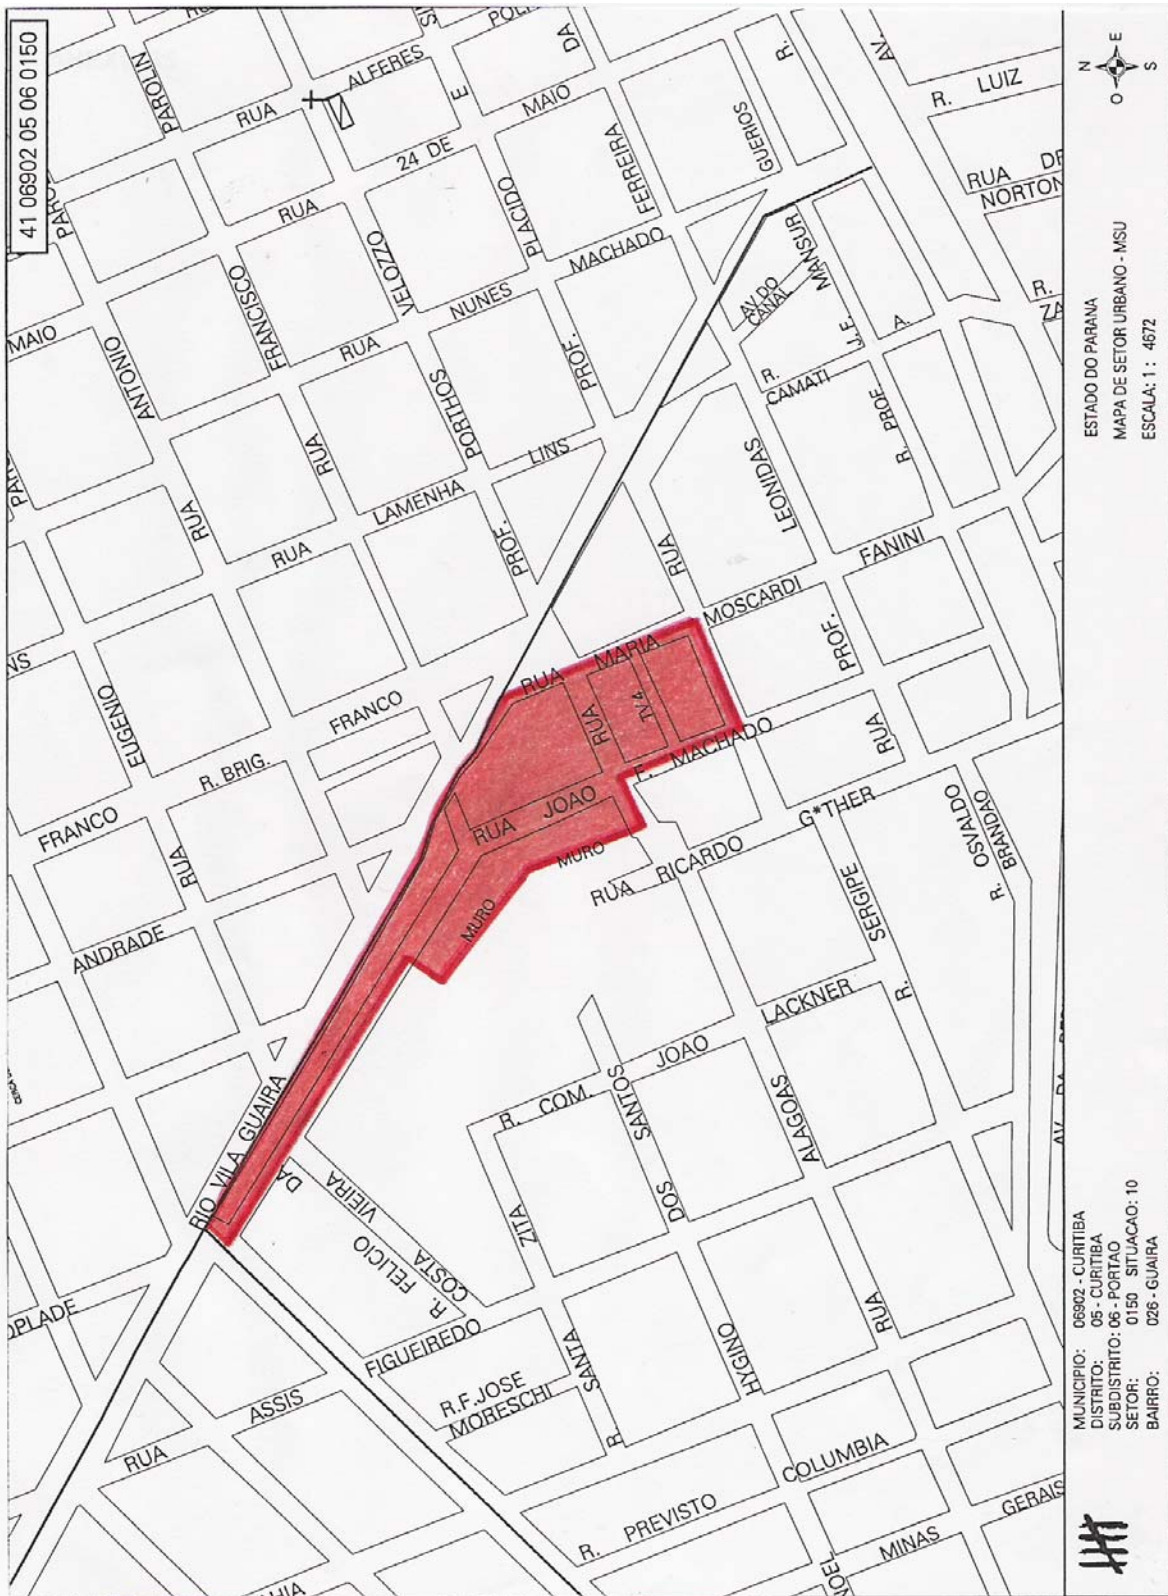 41 06902 05 06 0150
PAROLIN
RUA
ALFERES
E
POLI
DA
R.
AV.
R. LUIZ
MAIO
24 DE
RUA
FERREIRA
GUERIOS
RUA
NORTON
ANTONIO
FRANCISCO
VELOZZO
PLACIDO
NUNES
MACHADO
MAIO
RUA
PORTHOS
PROF.
AV. DO
CANAL
MANSUR
J.E.
A.
R.
CAMATI
R. PROF.
RUA
RUA
RUA
LAMENHA
LINS
PROF.
RUA
LEONIDAS
FANINI
EUGENIO
FRANCO
R. BRIG.
RUA MARIA
MOSCARDI
PROF.
RUA
RUA
F. MACHADO
FRANCO
RUA
RUA JOAO
MURO
MURO
RUA RICARDO
G*THER
R. OSVALDO
BRANDAO
ANDRADE
SERGIPE
R.
LACKNER
RIO VILA GUAIRA
DA
VIEIRA
R. COM.
JOAO
SANTOS
ALAGOAS
ZITA
DOS
R. FELICIO
COSTA
FIGUEIREDO
R.F.JOSE
MORESCHI
SANTA
R
HYGINO
RUA
RUA
ASSIS
R. PREVISTO
COLUMBIA
MINAS
GERAIS
MUNICIPIO: 06902 - CURITIBA
DISTRITO: 05 - CURITIBA
SUBDISTRITO: 06 - PORTAO
SETOR: 0150 SITUACAO: 10
BAIRRO: 026 - GUAIRA
ESTADO DO PARANA
MAPA DE SETOR URBANO - MSU
ESCALA: 1 : 4672
N
O
E
S